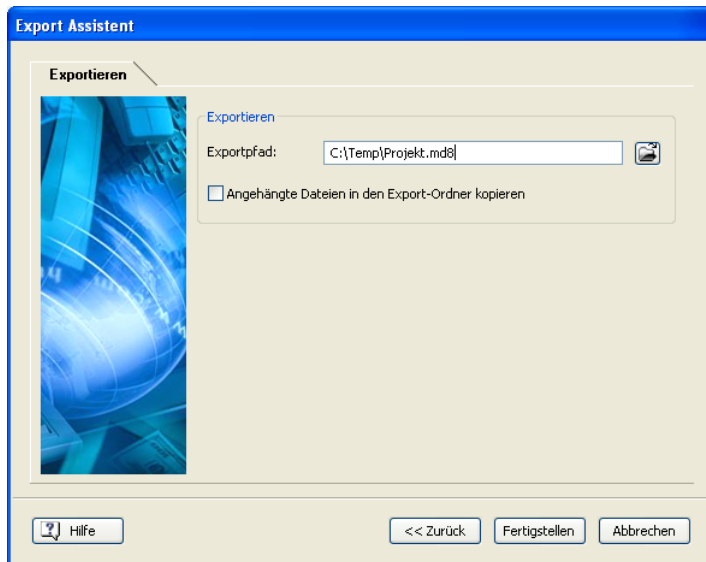 Export Assistent
Exportieren
Exportieren
Exportpfad: C:\Temp\Projekt.md8
Angehängte Dateien in den Export-Ordner kopieren
Hilfe << Zurück Fertigstellen Abbrechen